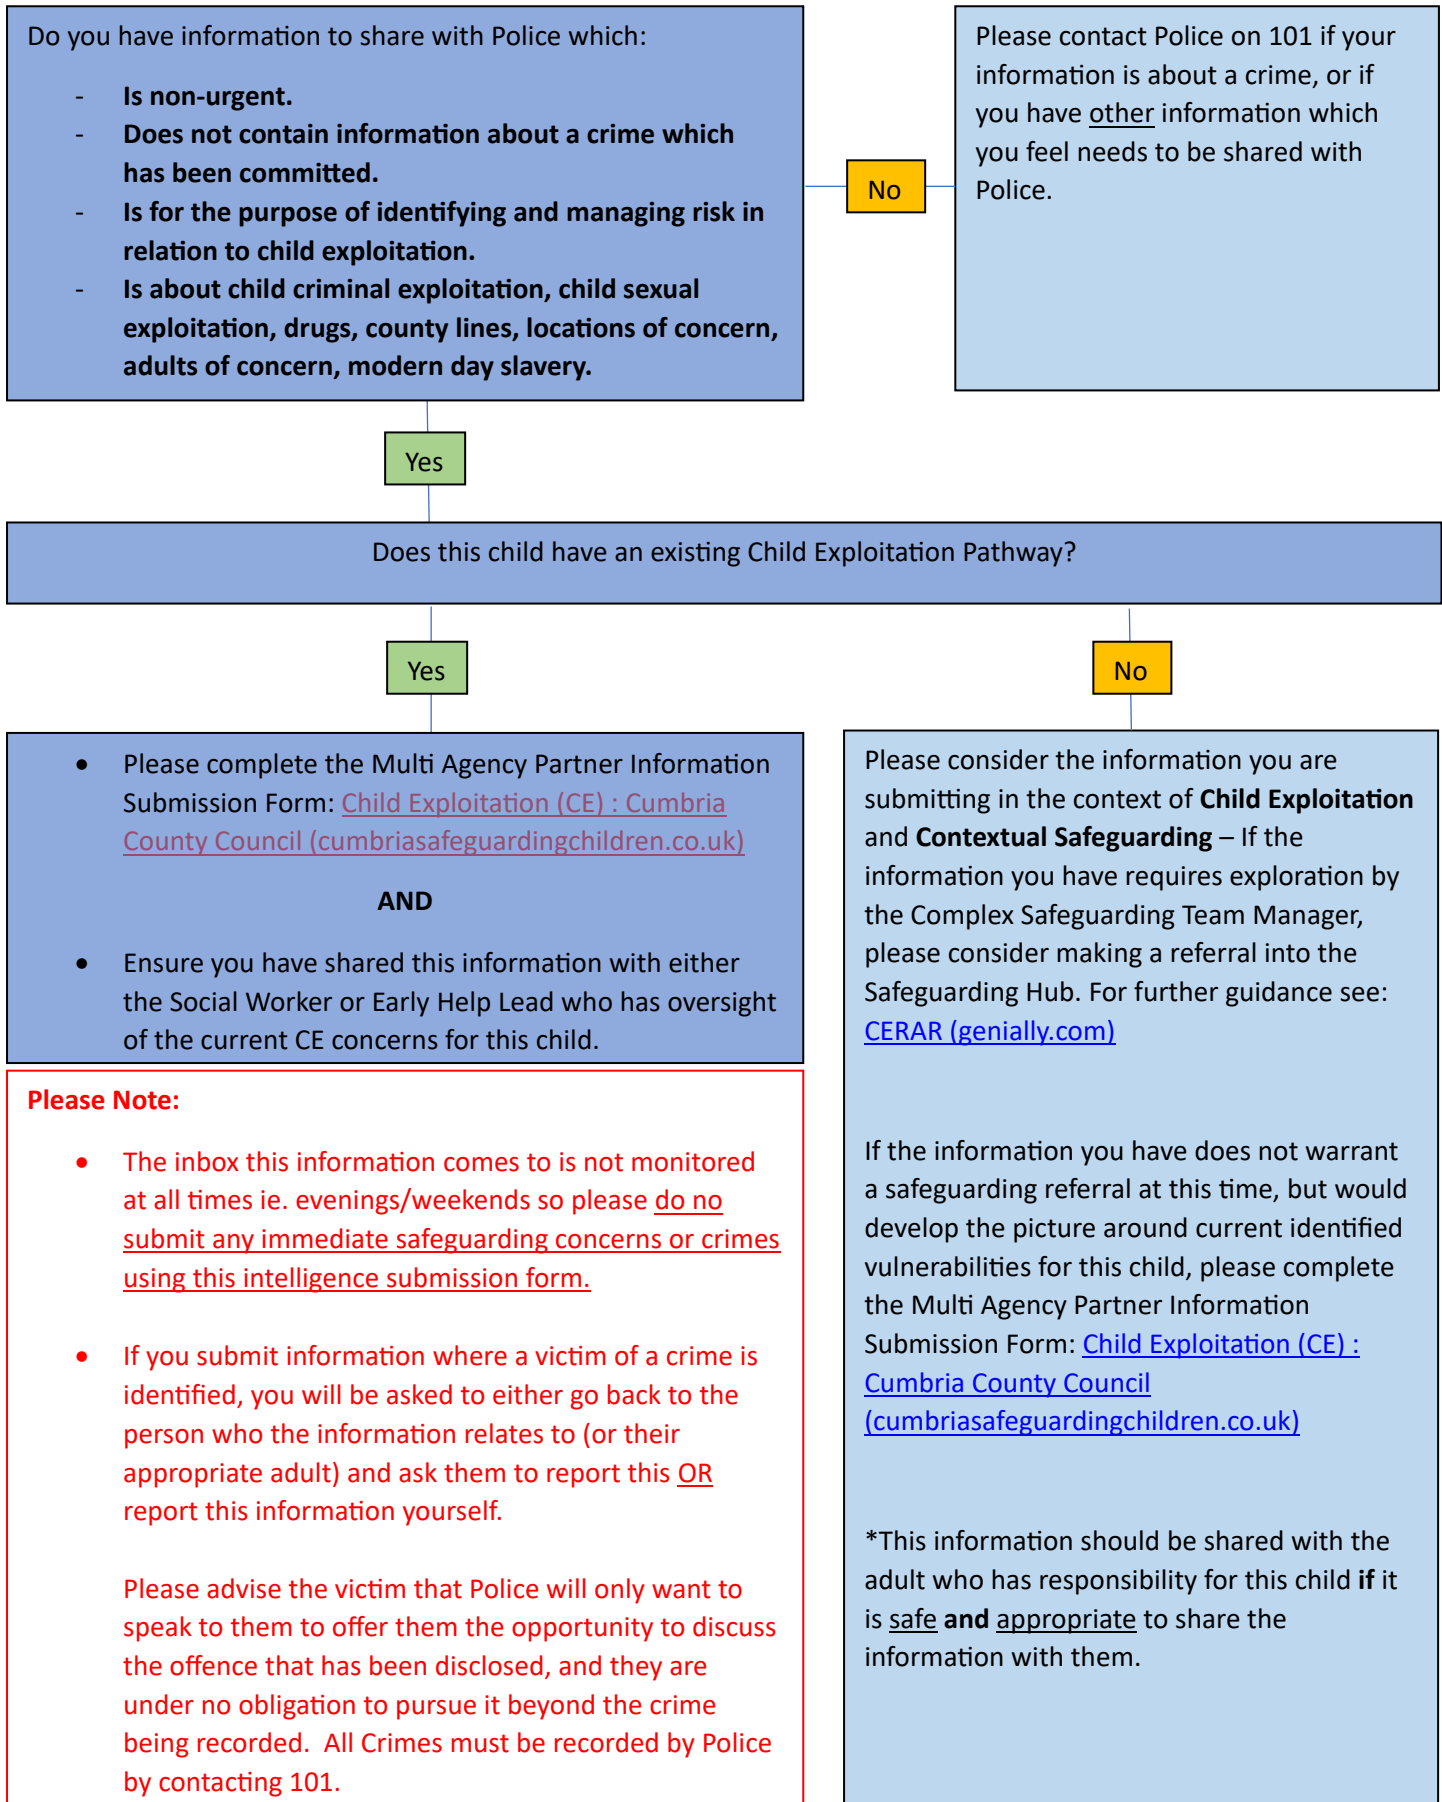 Do you have information to share with Police which:
- Is non-urgent.
- Does not contain information about a crime which
has been committed.
- Is for the purpose of identifying and managing risk in
relation to child exploitation.
- Is about child criminal exploitation, child sexual
exploitation, drugs, county lines, locations of concern,
adults of concern, modern day slavery.
No
Please contact Police on 101 if your
information is about a crime, or if
you have other information which
you feel needs to be shared with
Police.
Yes
Does this child have an existing Child Exploitation Pathway?
Yes
No
• Please complete the Multi Agency Partner Information
Submission Form: Child Exploitation (CE) : Cumbria
County Council (cumbriasafeguardingchildren.co.uk)
AND
• Ensure you have shared this information with either
the Social Worker or Early Help Lead who has oversight
of the current CE concerns for this child.
Please Note:
• The inbox this information comes to is not monitored
at all times ie. evenings/weekends so please do no
submit any immediate safeguarding concerns or crimes
using this intelligence submission form.
• If you submit information where a victim of a crime is
identified, you will be asked to either go back to the
person who the information relates to (or their
appropriate adult) and ask them to report this OR
report this information yourself.
Please advise the victim that Police will only want to
speak to them to offer them the opportunity to discuss
the offence that has been disclosed, and they are
under no obligation to pursue it beyond the crime
being recorded.  All Crimes must be recorded by Police
by contacting 101.
Please consider the information you are
submitting in the context of Child Exploitation
and Contextual Safeguarding – If the
information you have requires exploration by
the Complex Safeguarding Team Manager,
please consider making a referral into the
Safeguarding Hub. For further guidance see:
CERAR (genially.com)
If the information you have does not warrant
a safeguarding referral at this time, but would
develop the picture around current identified
vulnerabilities for this child, please complete
the Multi Agency Partner Information
Submission Form: Child Exploitation (CE) :
Cumbria County Council
(cumbriasafeguardingchildren.co.uk)
*This information should be shared with the
adult who has responsibility for this child if it
is safe and appropriate to share the
information with them.